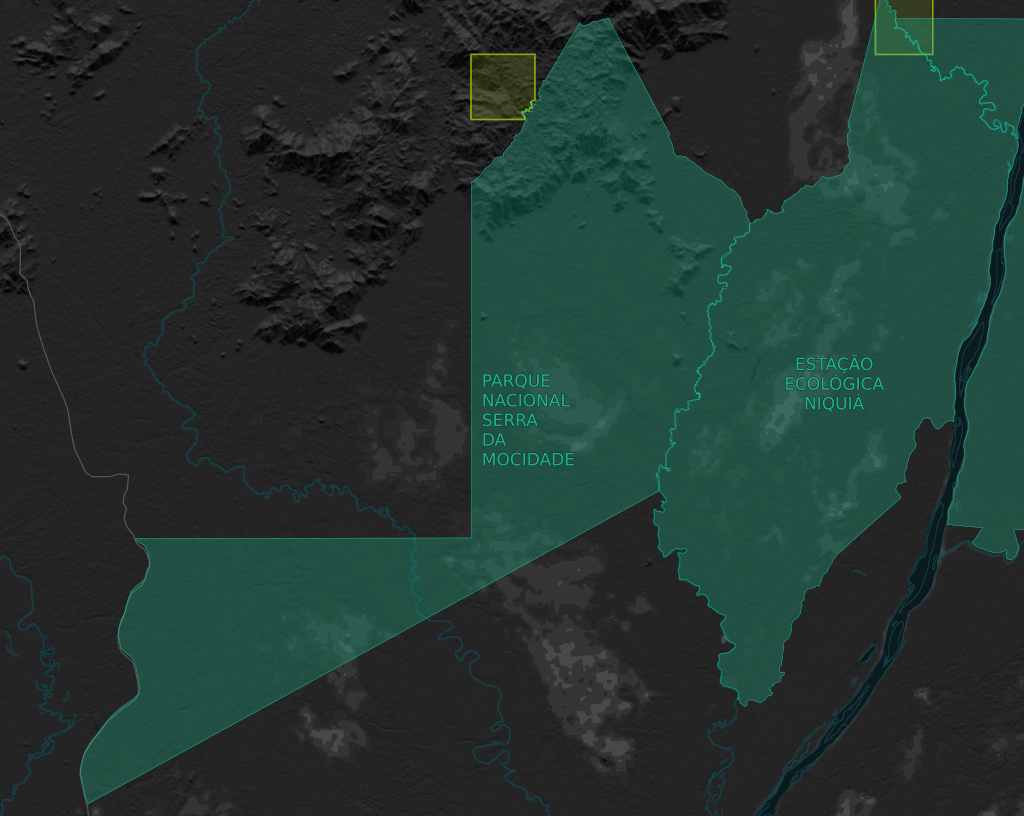 PARQUE
NACIONAL
SERRA
DA
MOCIDADE
ESTAÇÃO
ECOLÓGICA
NIQUIÁ